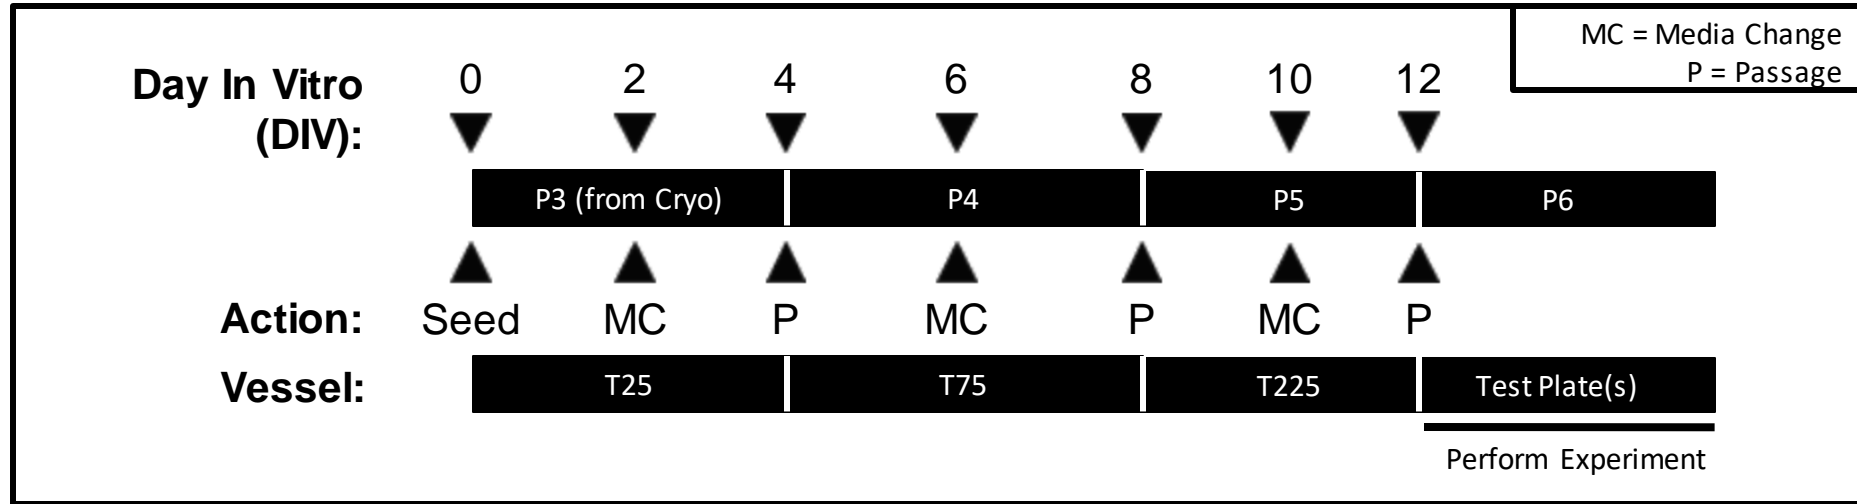 MC = Media Change
P = Passage
Day In Vitro
(DIV):
0 2 4 6 8 10 12
P3 (from Cryo) P4 P5 P6
Action: Seed MC P MC P MC P
Vessel: T25 T75 T225 Test Plate(s)
Perform Experiment